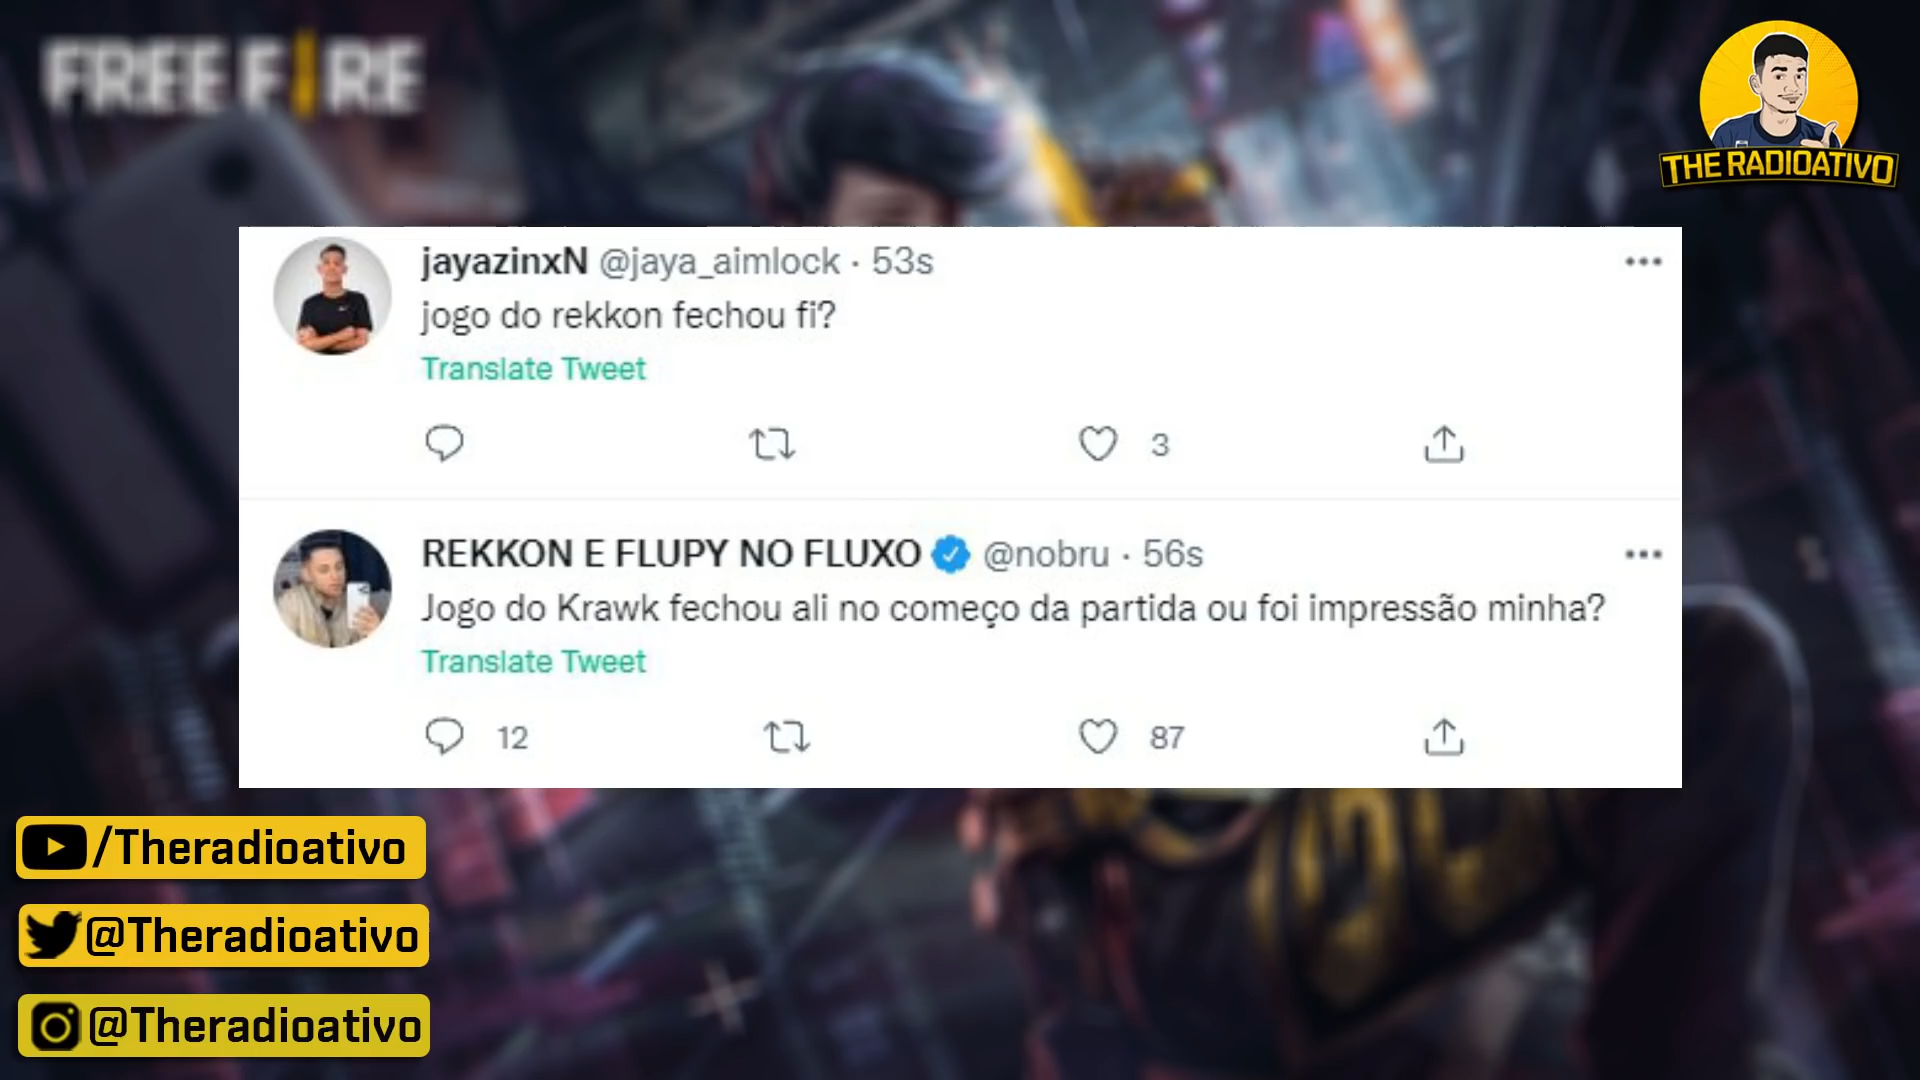 FREE FIRE
THE RADIOATIVO
jayazinxN @jaya_aimlock · 53s
jogo do rekkon fechou fi?
Translate Tweet
3
REKKON E FLUPY NO FLUXO @nobru · 56s
Jogo do Krawk fechou ali no começo da partida ou foi impressão minha?
Translate Tweet
12
87
/Theradioativo
@Theradioativo
@Theradioativo